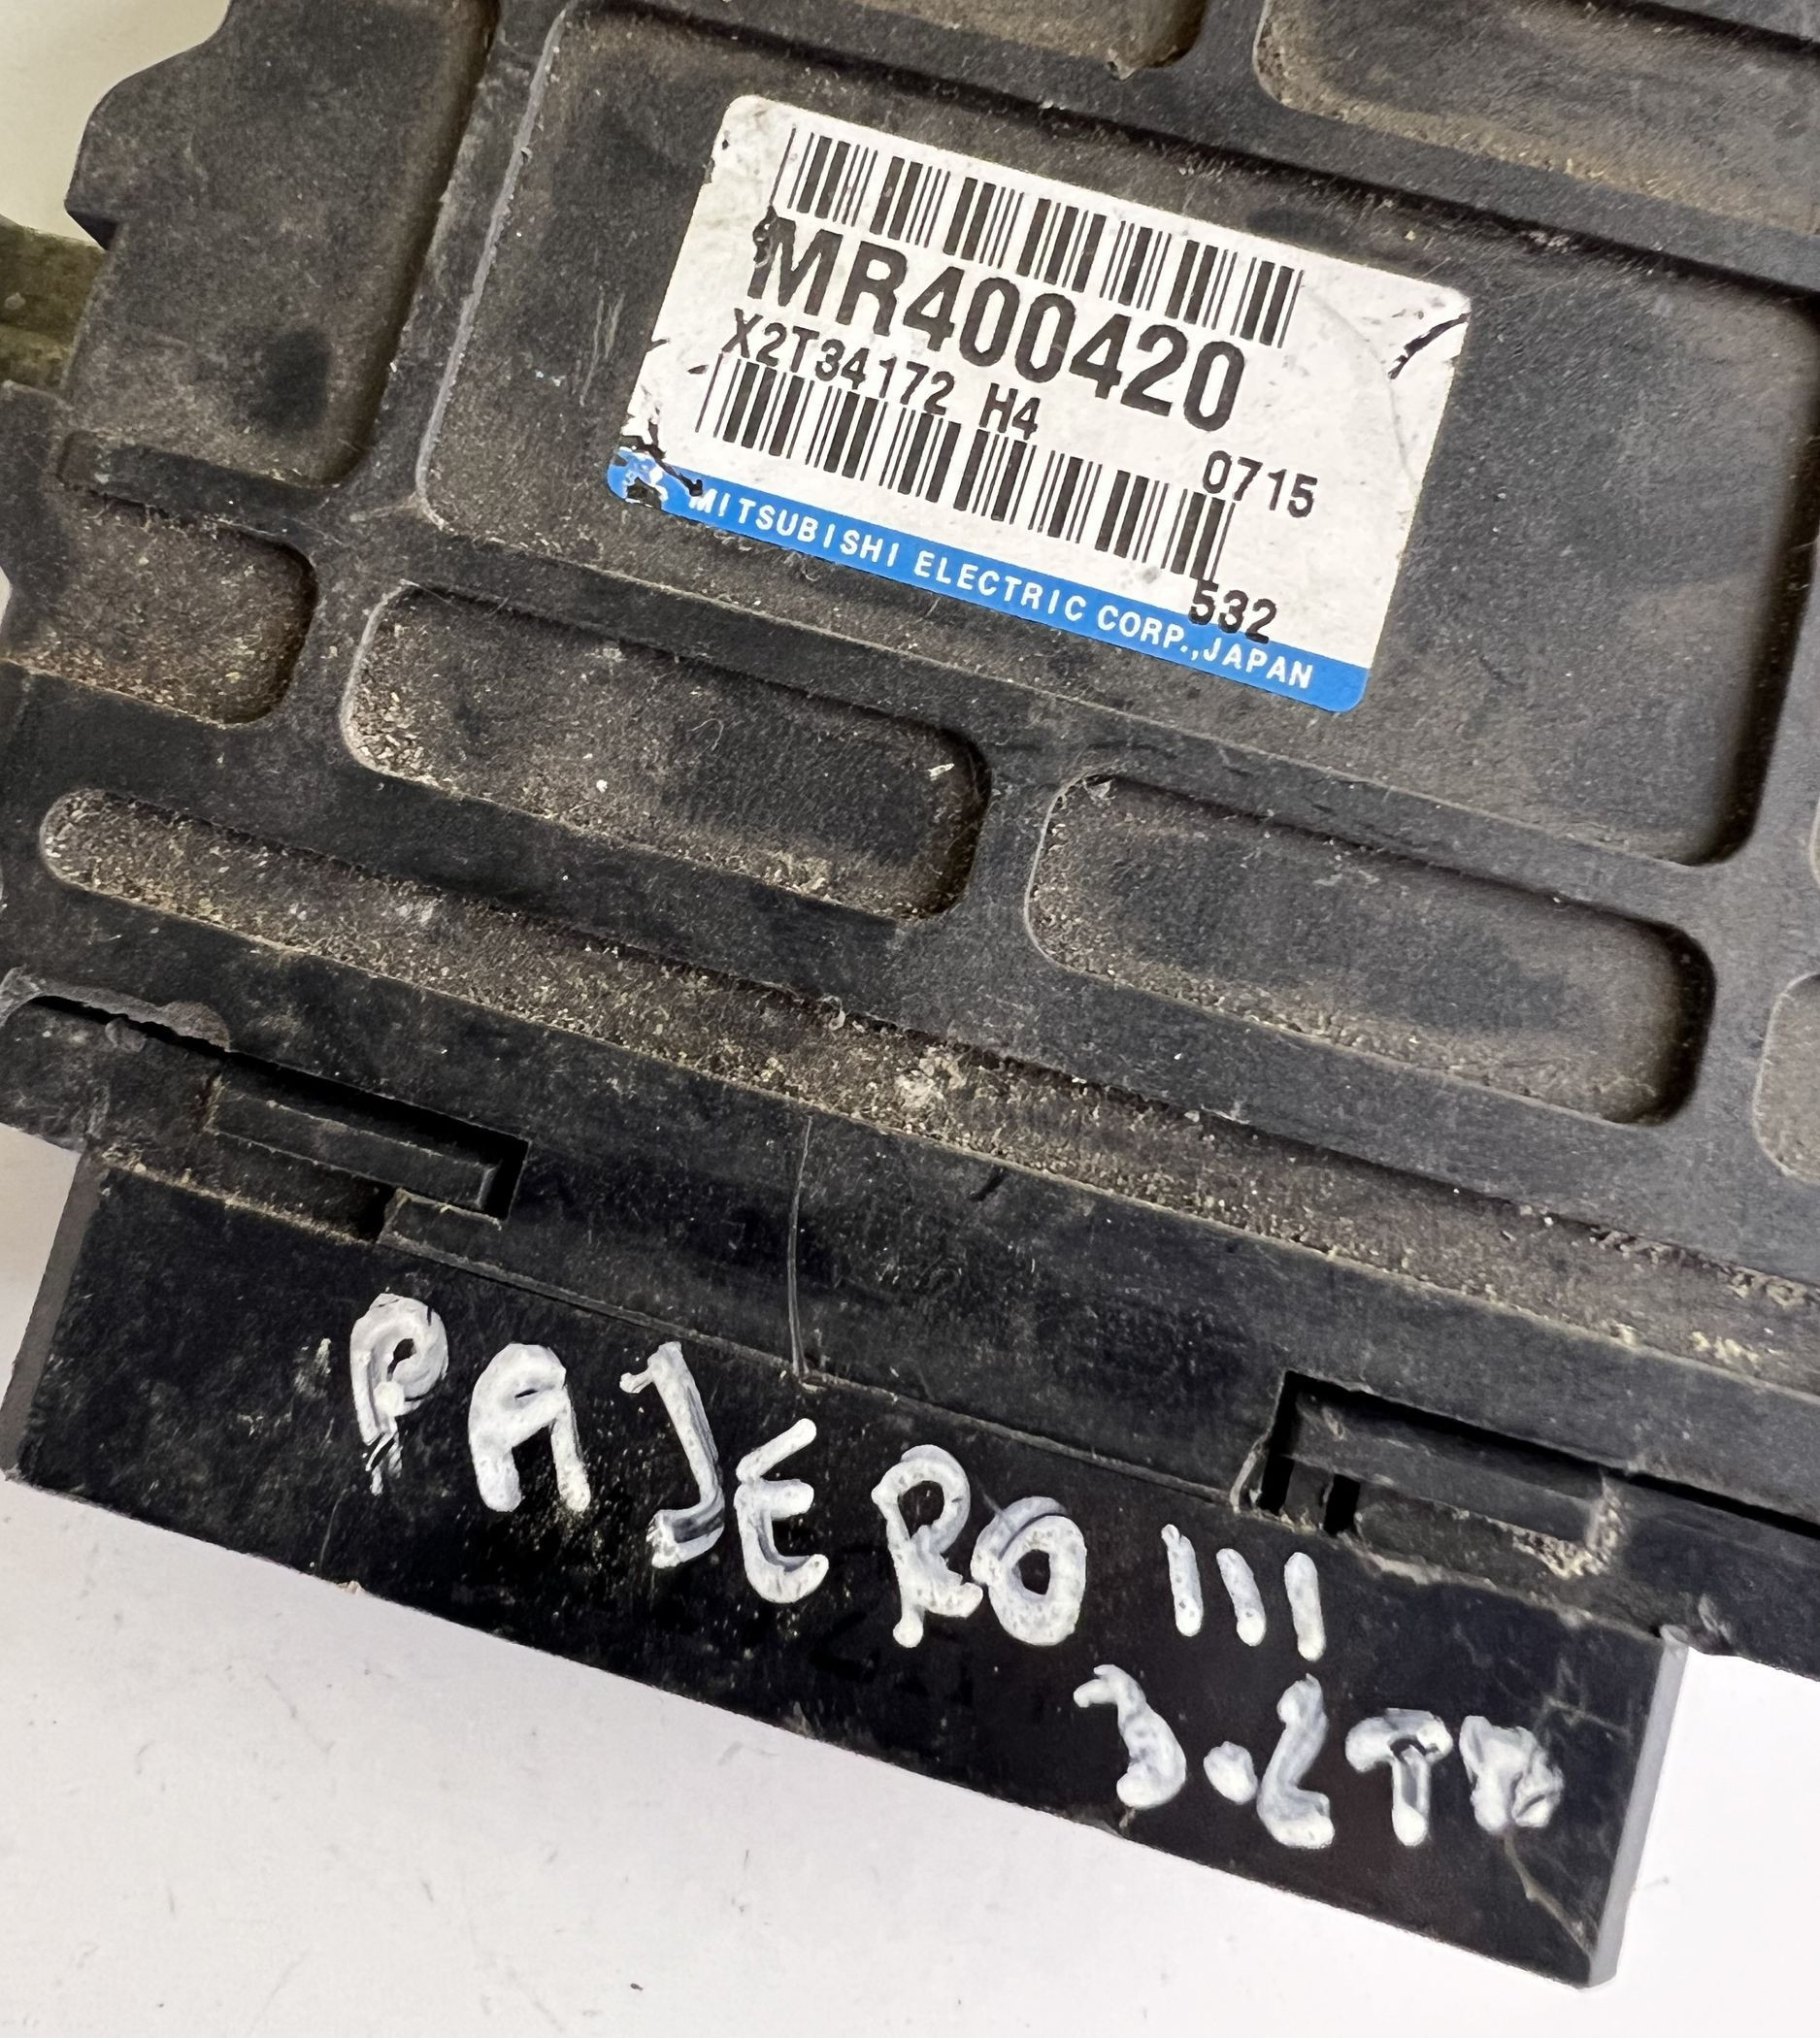 MR400420
X2T34172 H4
0715
532
MITSUBISHI ELECTRIC CORP.,JAPAN
PAJERO III
3.2TD